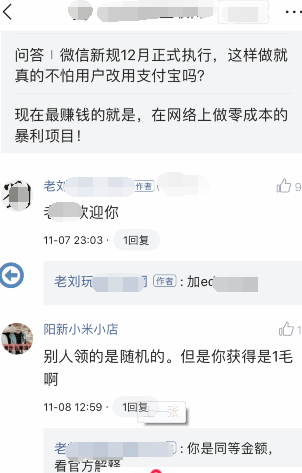 问答｜微信新规12月正式执行，这样做就
真的不怕用户改用支付宝吗?
现在最赚钱的就是，在网络上做零成本的
暴利项目!
老刘 作者 9
老 欢迎你
11-07 23:03 · 1回复
老刘玩 作者 : 加ed
阳新小米小店 1
别人领的是随机的。但是你获得是1毛
啊
11-08 12:59 · 1回复
老 作者 : 你是同等金额，
看官方解释